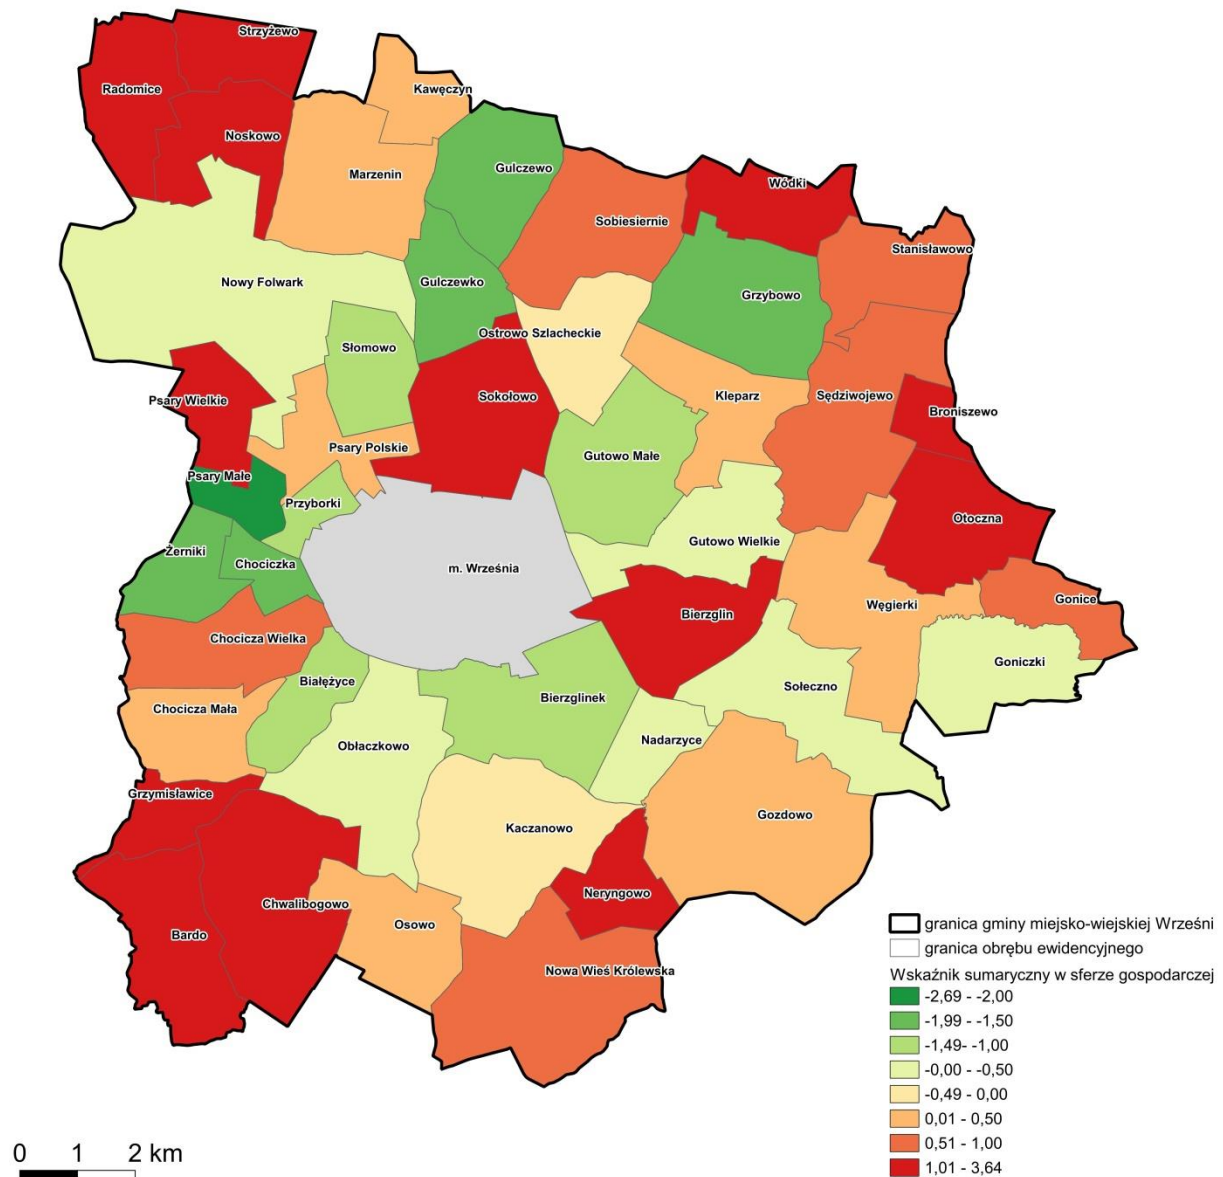 Strzyżewo
Radomice
Kawęczyn
Noskowo
Gulczewo
Marzenin
Wódki
Sobiesiernie
Stanisławowo
Nowy Folwark
Gulczewko
Grzybowo
Ostrowo Szlacheckie
Słomowo
Sokołowo
Kleparz
Sędziwojewo
Psary Wielkie
Broniszewo
Psary Polskie
Gutowo Małe
Psary Małe
Przyborki
Otoczna
Gutowo Wielkie
Żerniki
Chociczka
m. Września
Gonice
Węgierki
Bierzglin
Chocicza Wielka
Goniczki
Białężyce
Sołeczno
Bierzglinek
Chocicza Mała
Nadarzyce
Obłaczkowo
Grzymisławice
Gozdowo
Kaczanowo
Neryngowo
Chwalibogowo
Osowo
Bardo
Nowa Wieś Królewska
granica gminy miejsko-wiejskiej Wrześni
granica obrębu ewidencyjnego
Wskaźnik sumaryczny w sferze gospodarczej
-2,69 - -2,00
-1,99 - -1,50
-1,49- -1,00
-0,00 - -0,50
-0,49 - 0,00
0,01 - 0,50
0,51 - 1,00
1,01 - 3,64
0 1 2 km